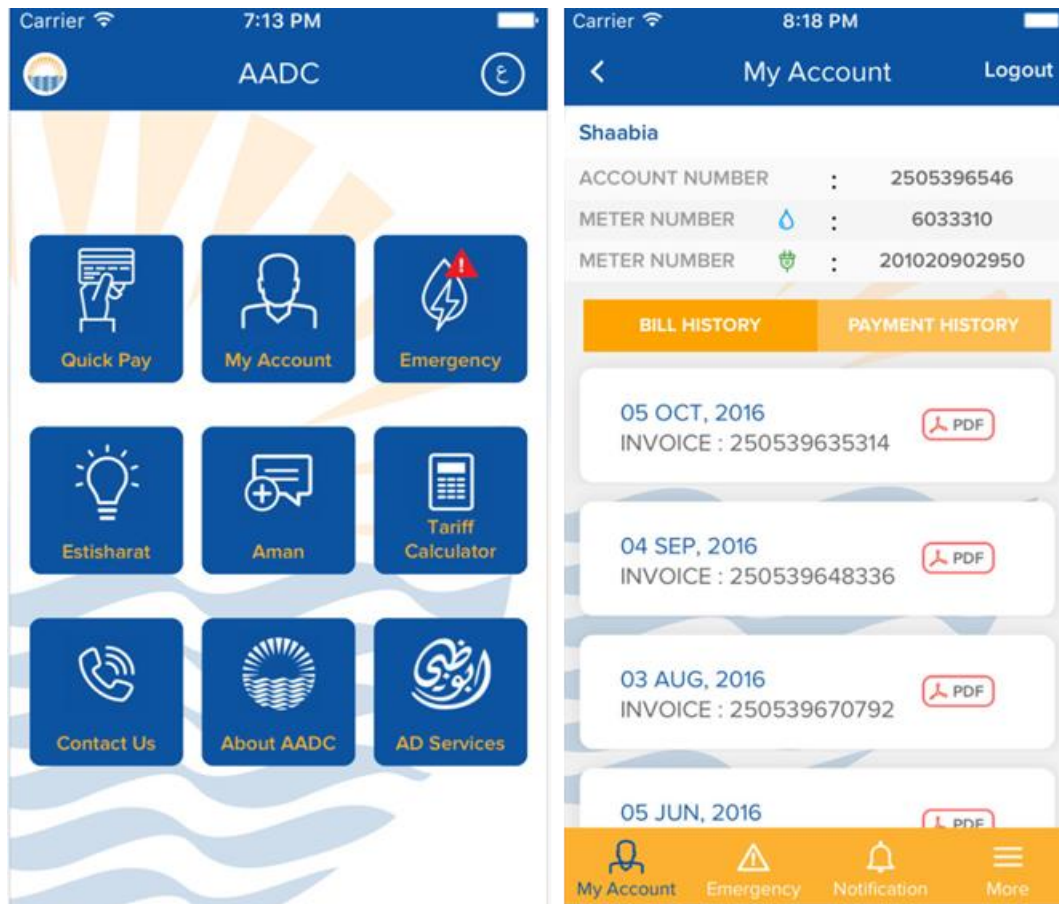 Carrier 7:13 PM
AADC ع
Quick Pay My Account Emergency
Estisharat Aman Tariff
Calculator
Contact Us About AADC AD Services
أبوظبي
Carrier 8:18 PM
My Account Logout
Shaabia
ACCOUNT NUMBER : 2505396546
METER NUMBER : 6033310
METER NUMBER : 201020902950
BILL HISTORY PAYMENT HISTORY
05 OCT, 2016
INVOICE : 250539635314 PDF
04 SEP, 2016
INVOICE : 250539648336 PDF
03 AUG, 2016
INVOICE : 250539670792 PDF
05 JUN, 2016
PDF
My Account Emergency Notification More